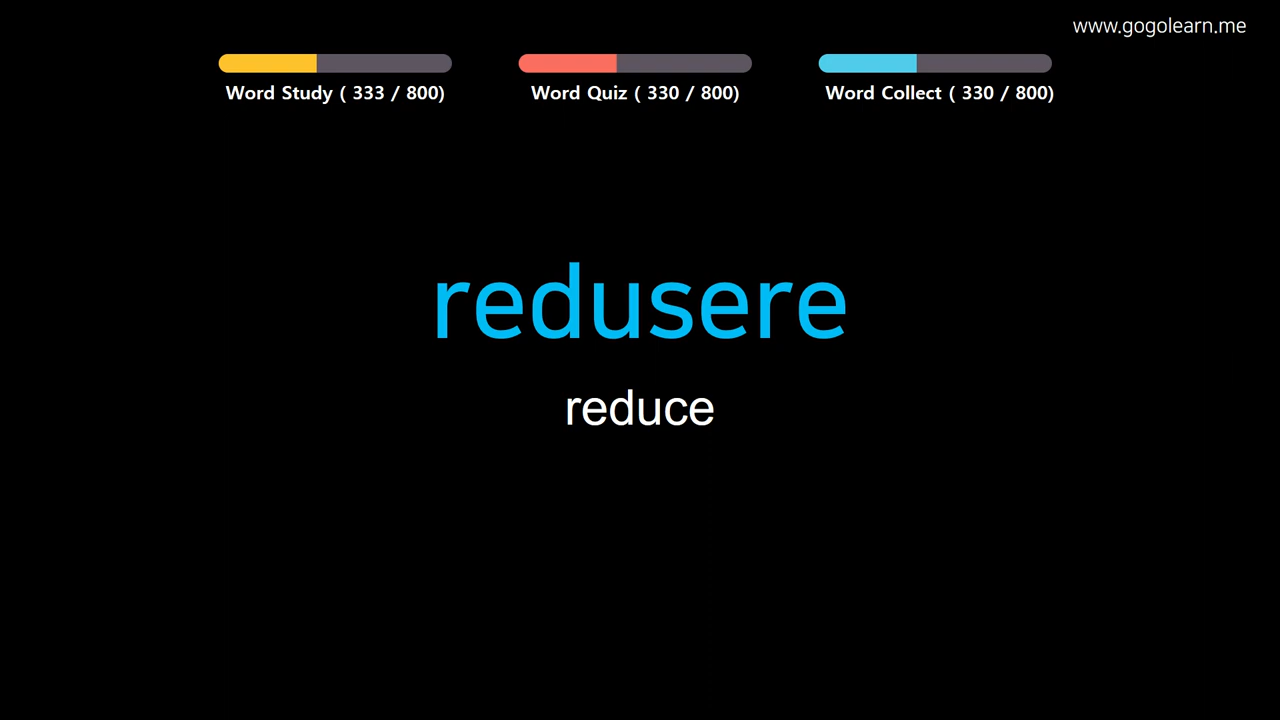 www.gogolearn.me
Word Study ( 333 / 800)
Word Quiz ( 330 / 800)
Word Collect ( 330 / 800)
redusere
reduce